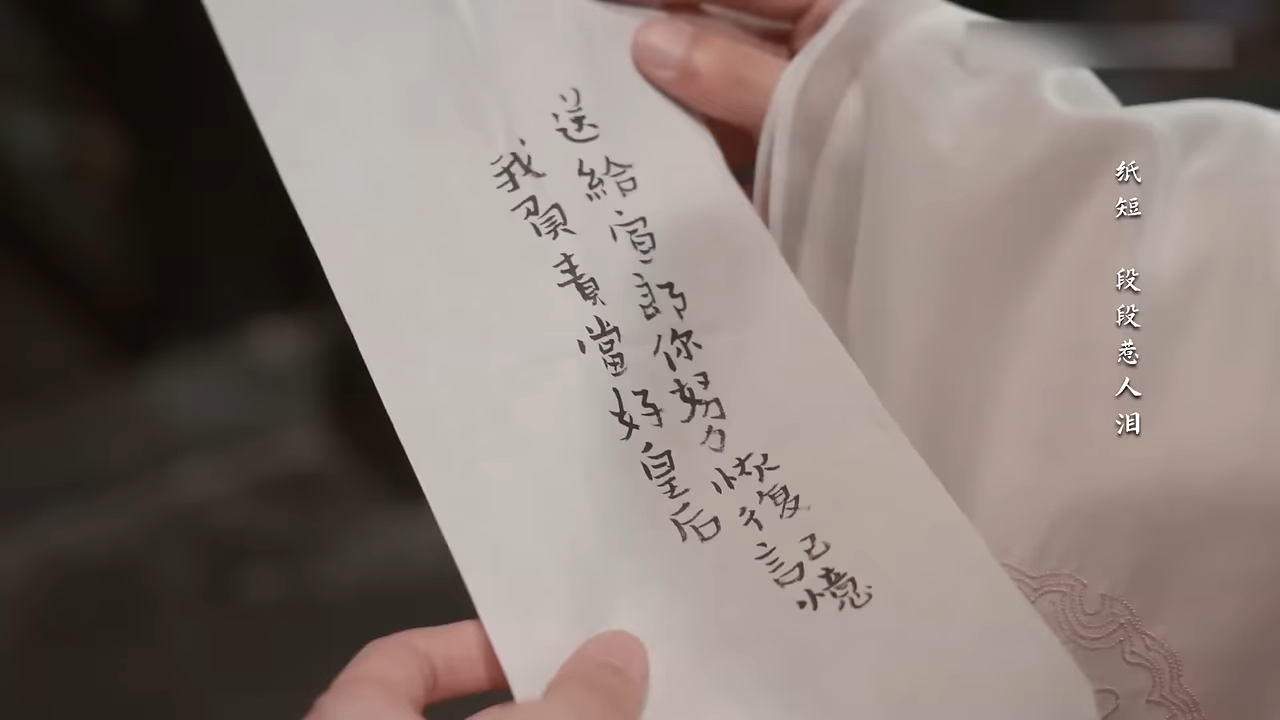 送給寅郎你努力恢復記憶
我負責當好皇后
纸短 段段惹人泪